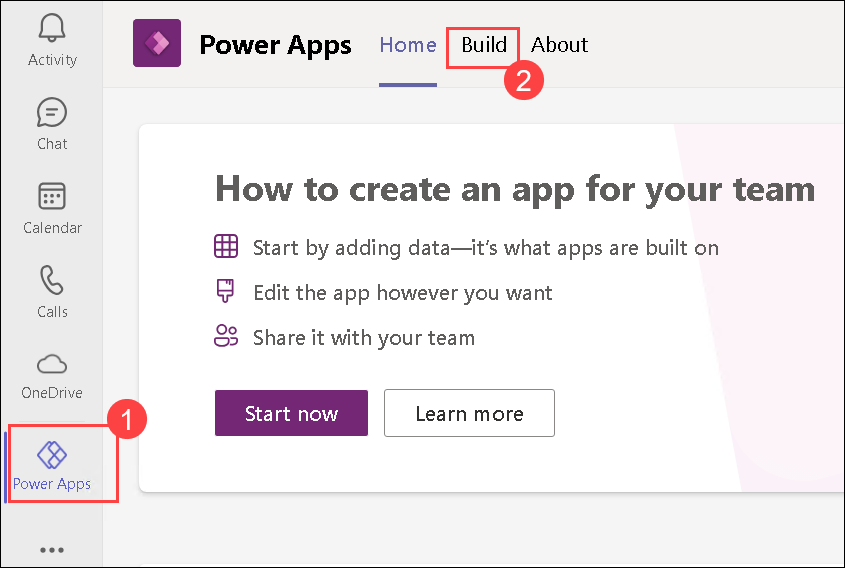 Activity
Chat
Calendar
Calls
OneDrive
1
Power Apps
Power Apps Home Build About
2
How to create an app for your team
Start by adding data—it’s what apps are built on
Edit the app however you want
Share it with your team
Start now Learn more